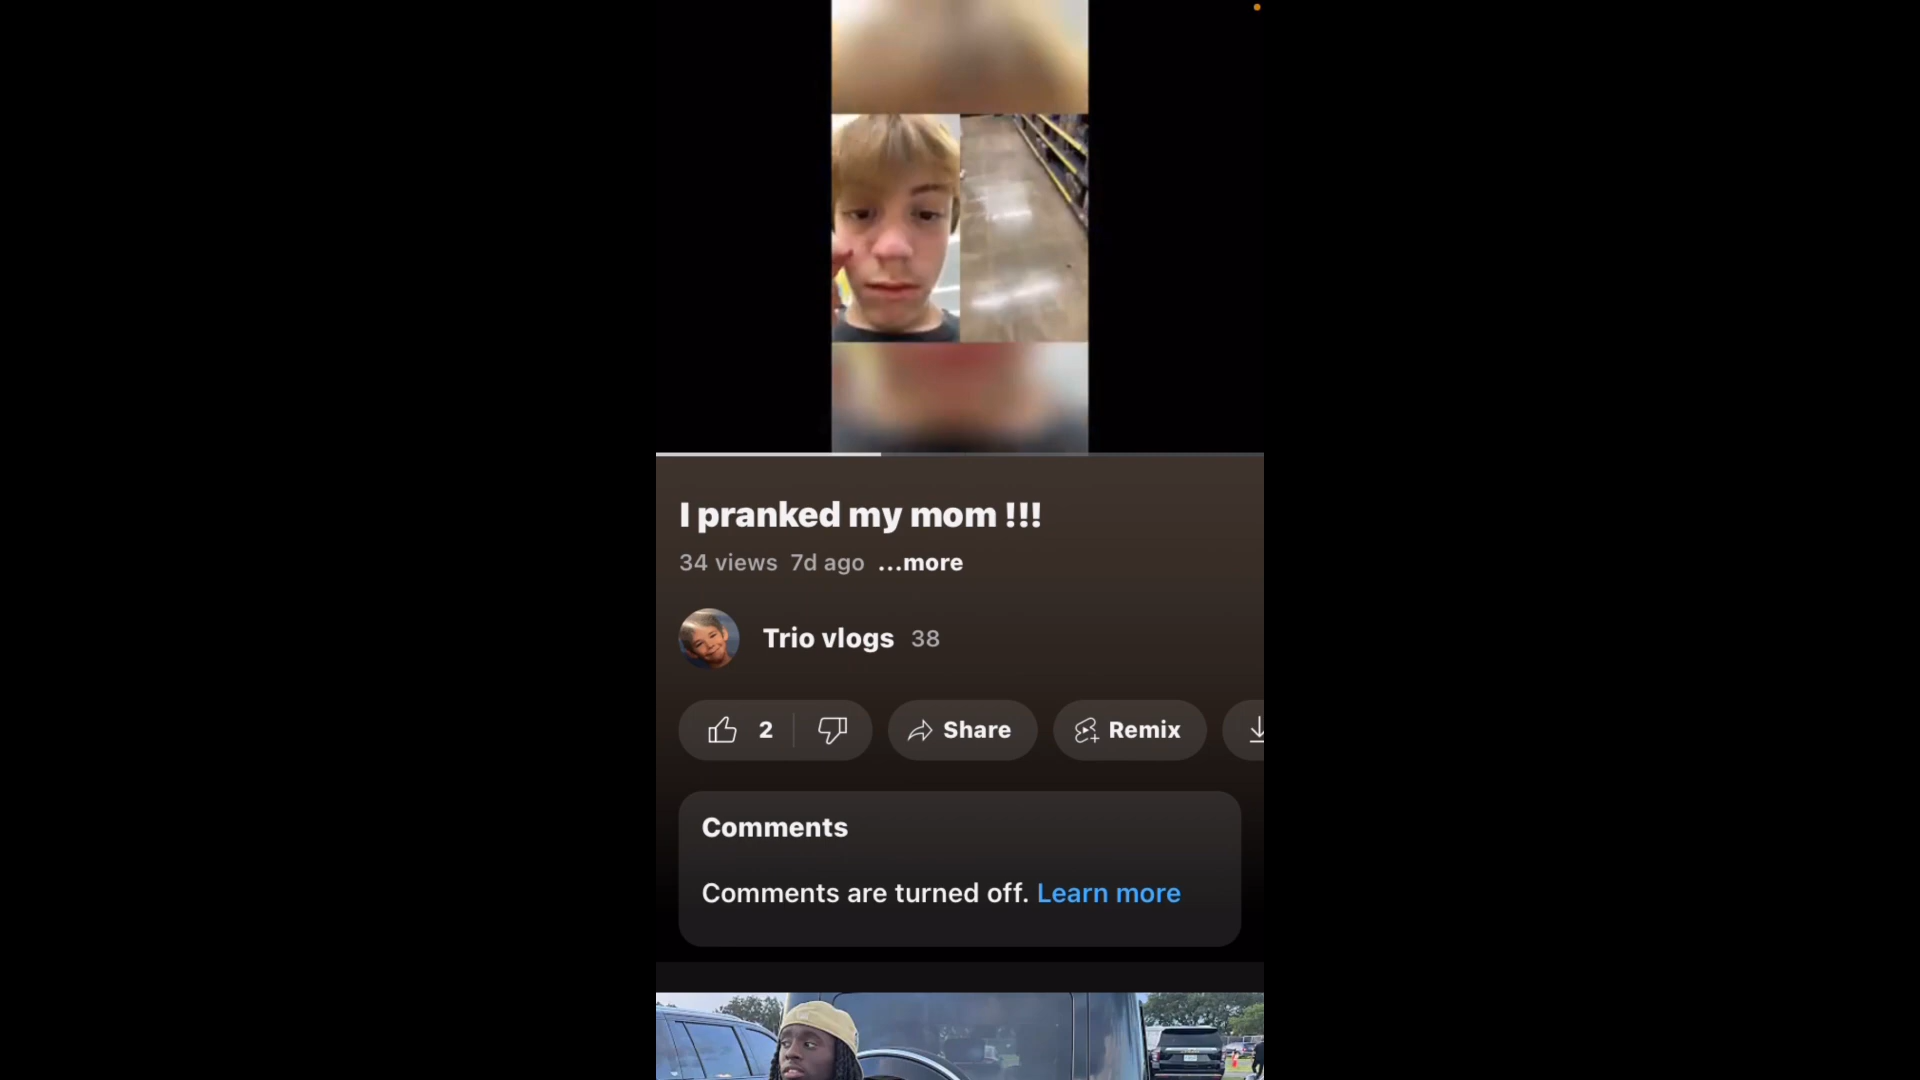 I pranked my mom !!!
34 views 7d ago ...more
Trio vlogs 38
2 Share Remix
Comments
Comments are turned off. Learn more